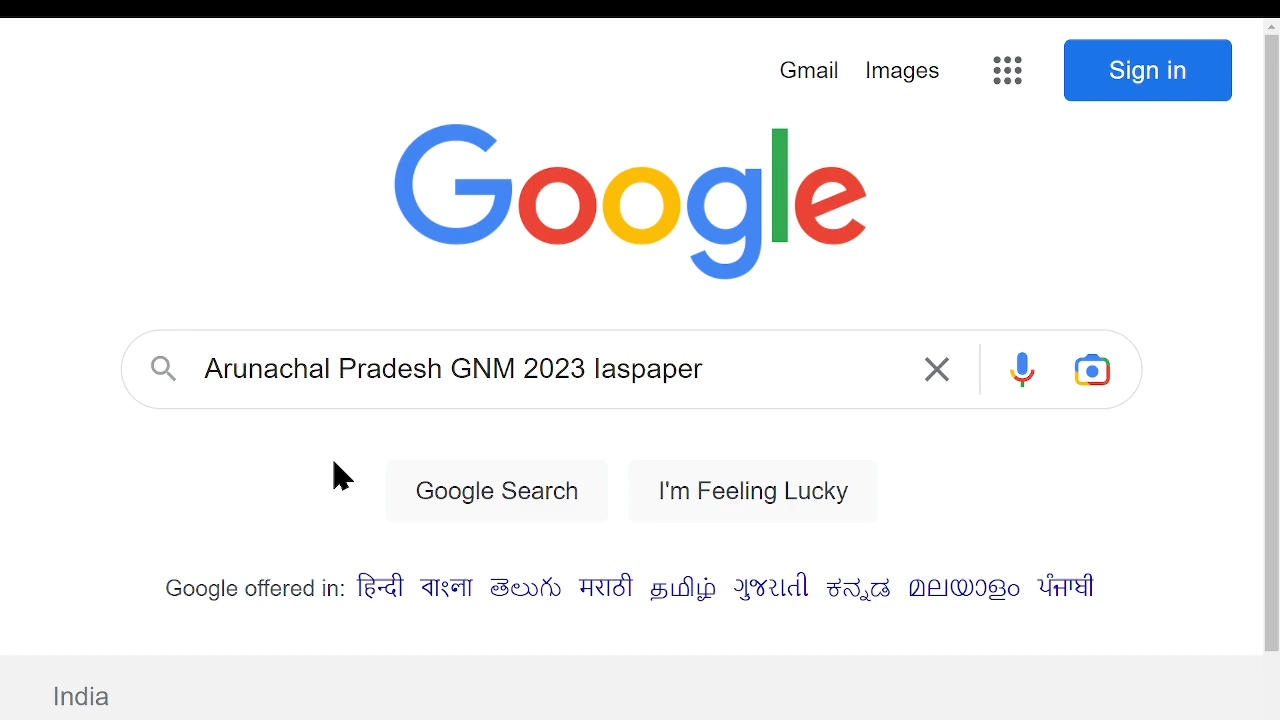 Gmail Images Sign in
Google
Arunachal Pradesh GNM 2023 Iaspaper
Google Search I'm Feeling Lucky
Google offered in: हिन्दी বাংলা తెలుగు मराठी தமிழ் ગુજરાતી ಕನ್ನಡ മലയാളം ਪੰਜਾਬੀ
India